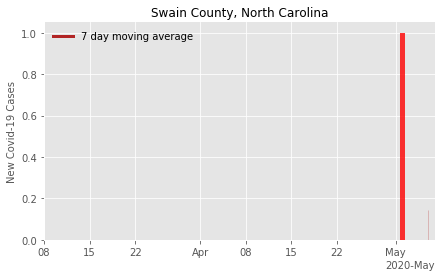 Swain County, North Carolina
7 day moving average
New Covid-19 Cases
1.0
0.8
0.6
0.4
0.2
0.0
08 15 22 Apr 08 15 22 May
2020-May